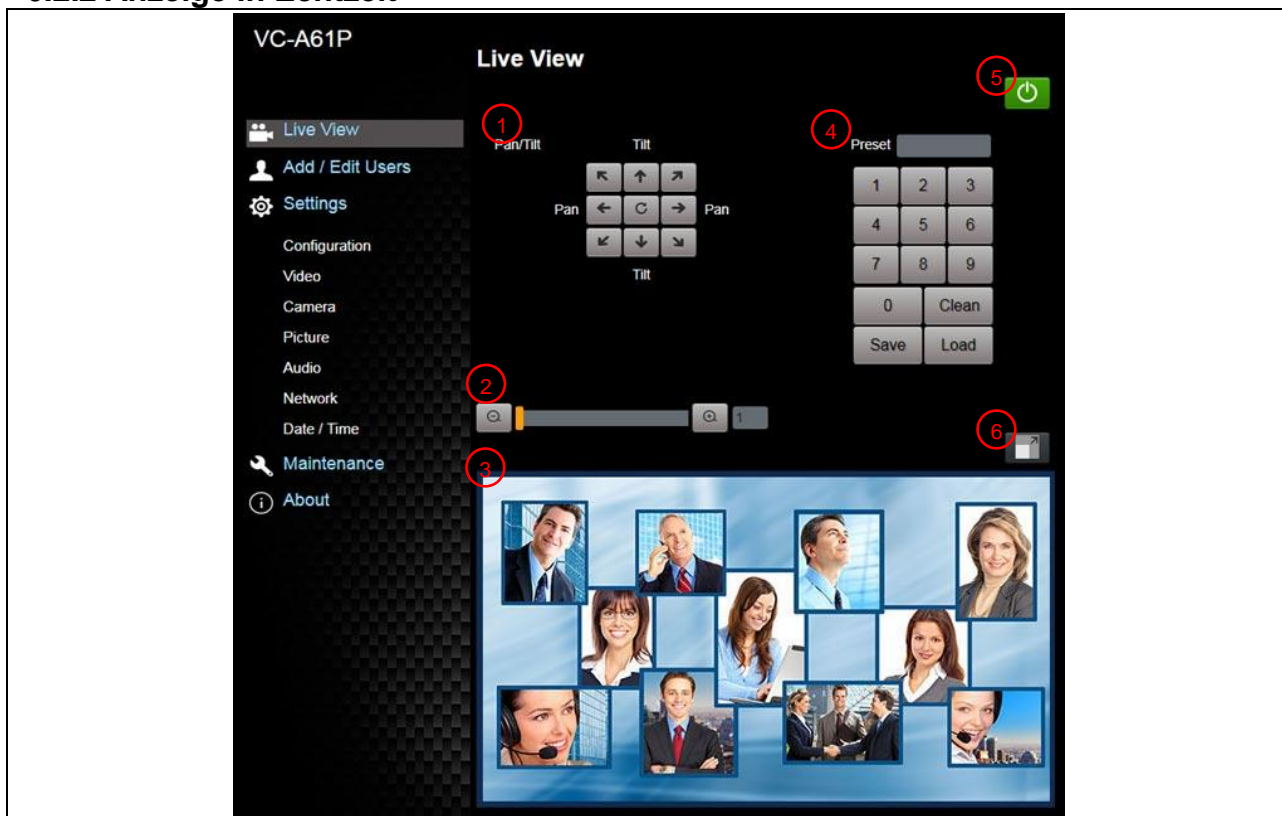 VC-A61P
Live View
5
Live View
Add / Edit Users
Settings
Configuration
Video
Camera
Picture
Audio
Network
Date / Time
Maintenance
About
1
Pan/Tilt
Tilt
Pan
Pan
Tilt
4
Preset
1 2 3
4 5 6
7 8 9
0 Clean
Save Load
2
1
6
3